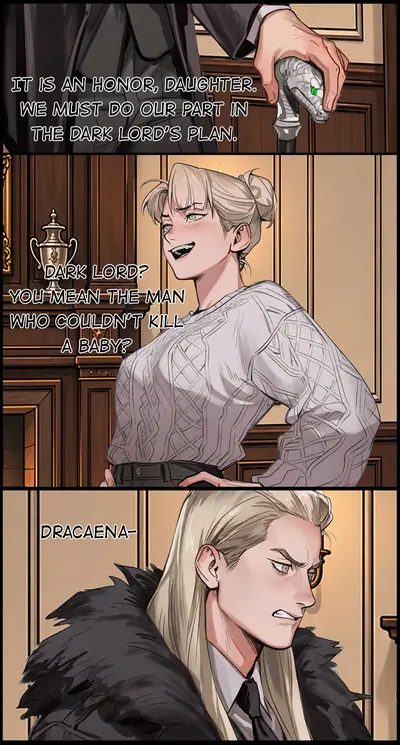 IT IS AN HONOR, DAUGHTER.
WE MUST DO OUR PART IN
THE DARK LORD'S PLAN.
DARK LORD?
YOU MEAN THE MAN
WHO COULDN'T KILL
A BABY?
DRACAENA-